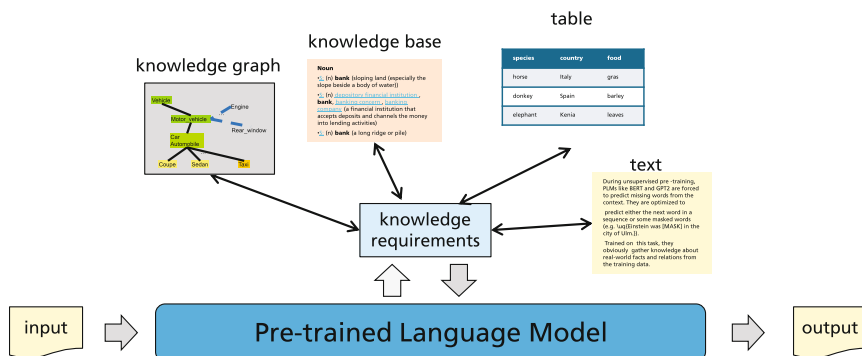 table
knowledge base
knowledge graph
species country food
horse Italy gras
donkey Spain barley
elephant Kenia leaves
Noun
•S: (n) bank (sloping land (especially the
slope beside a body of water))
•S: (n) depository financial institution ,
bank, banking concern , banking
company (a financial institution that
accepts deposits and channels the money
into lending activities)
•S: (n) bank (a long ridge or pile)
Vehicle
Engine
Motor_vehicle
Rear_window
Car
Automobile
Coupe Sedan Taxi
text
During unsupervised pre -training,
PLMs like BERT and GPT2 are forced
to predict missing words from the
context. They are optimized to
predict either the next word in a
sequence or some masked words
(e.g. \uq{Einstein was [MASK] in the
city of Ulm.}).
Trained on this task, they
obviously gather knowledge about
real-world facts and relations from
the training data.
knowledge
requirements
input
Pre-trained Language Model
output